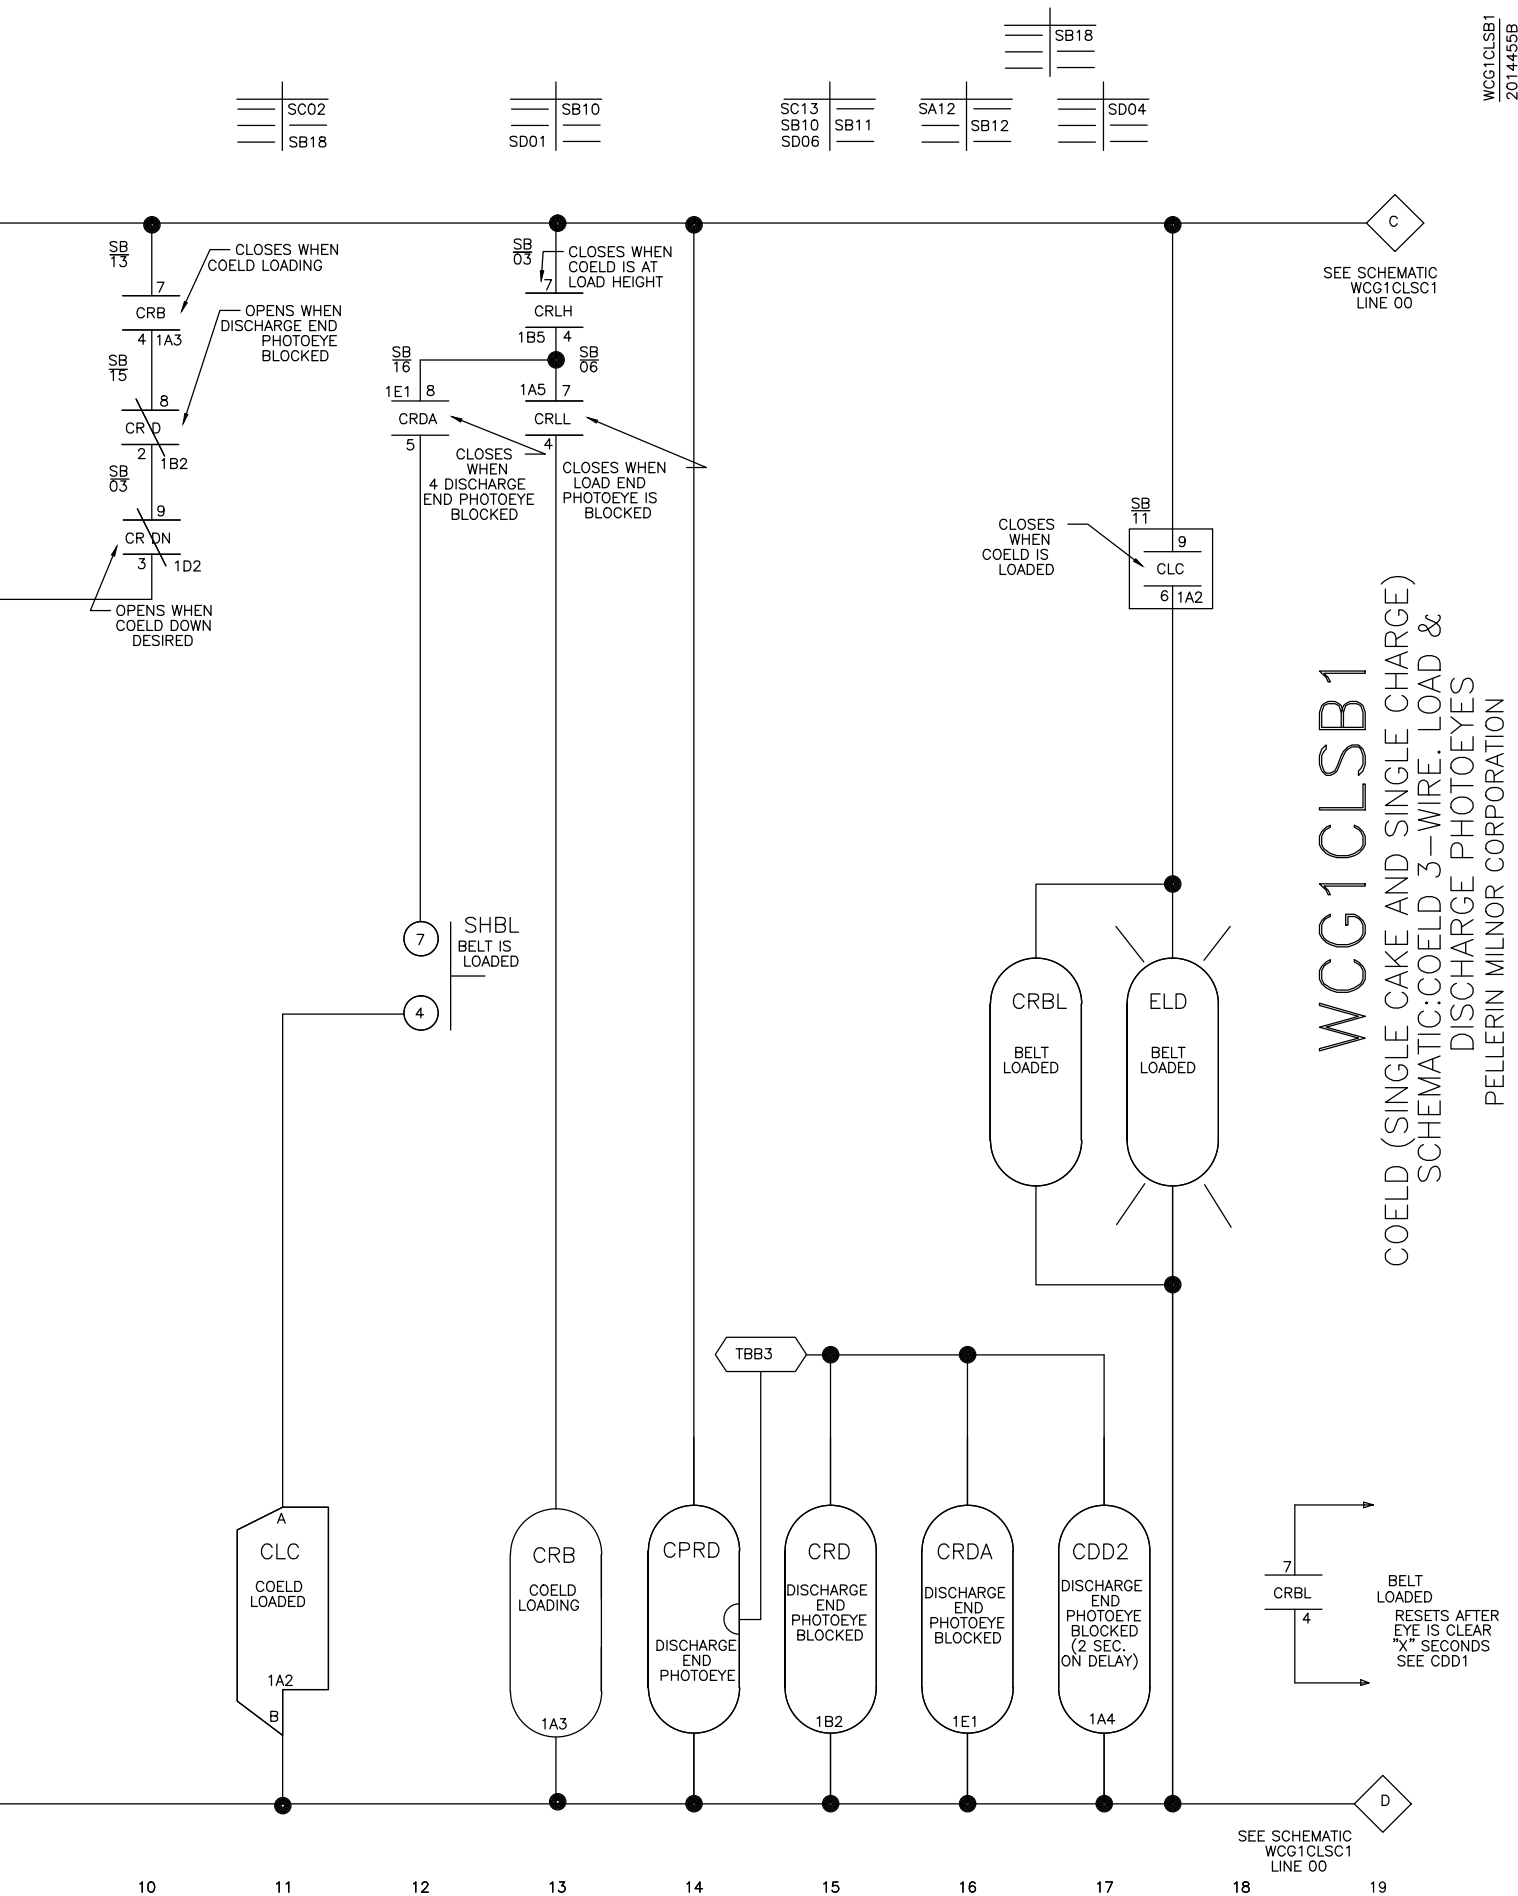 WCG1CLSB1
2014455B
SB18
SC02
SB18
SB10
SD01
SC13
SB10 SB11
SD06
SA12
SB12
SD04
C
SEE SCHEMATIC
WCG1CLSC1
LINE 00
SB
13
CLOSES WHEN
COELD LOADING
7
CRB
4 1A3
OPENS WHEN
DISCHARGE END
PHOTOEYE
BLOCKED
SB
15
8
CR D
2 1B2
SB
03
9
CR DN
3 1D2
OPENS WHEN
COELD DOWN
DESIRED
SB
03
CLOSES WHEN
COELD IS AT
LOAD HEIGHT
7
CRLH
1B5 4
SB
16
SB
06
1E1 8
CRDA
5
CLOSES
WHEN
4 DISCHARGE
END PHOTOEYE
BLOCKED
1A5 7
CRLL
4
CLOSES WHEN
LOAD END
PHOTOEYE IS
BLOCKED
SB
11
CLOSES
WHEN
COELD IS
LOADED
9
CLC
6 1A2
7
SHBL
BELT IS
LOADED
4
CRBL
BELT
LOADED
ELD
BELT
LOADED
WCG1CLSB1
COELD (SINGLE CAKE AND SINGLE CHARGE)
SCHEMATIC:COELD 3-WIRE. LOAD &
DISCHARGE PHOTOEYES
PELLERIN MILNOR CORPORATION
TBB3
A
CLC
COELD
LOADED
1A2
B
CRB
COELD
LOADING
1A3
CPRD
DISCHARGE
END
PHOTOEYE
CRD
DISCHARGE
END
PHOTOEYE
BLOCKED
1B2
CRDA
DISCHARGE
END
PHOTOEYE
BLOCKED
1E1
CDD2
DISCHARGE
END
PHOTOEYE
BLOCKED
(2 SEC.
ON DELAY)
1A4
7
CRBL
4
BELT
LOADED
RESETS AFTER
EYE IS CLEAR
"X" SECONDS
SEE CDD1
D
SEE SCHEMATIC
WCG1CLSC1
LINE 00
10 11 12 13 14 15 16 17 18 19